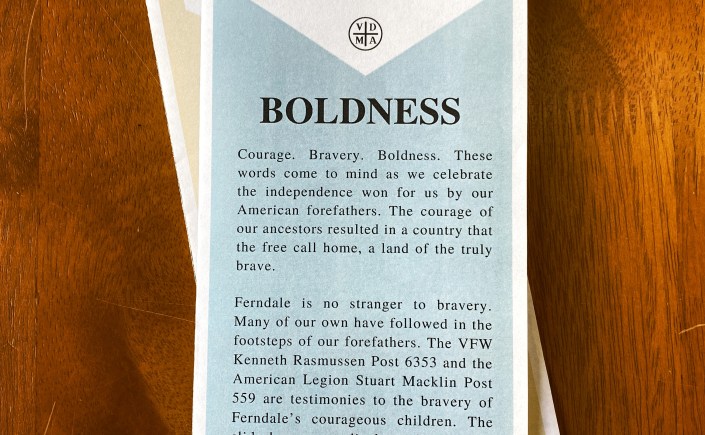 V D
M A
BOLDNESS
Courage. Bravery. Boldness. These
words come to mind as we celebrate
the independence won for us by our
American forefathers. The courage of
our ancestors resulted in a country that
the free call home, a land of the truly
brave.
Ferndale is no stranger to bravery.
Many of our own have followed in the
footsteps of our forefathers. The VFW
Kenneth Rasmussen Post 6353 and the
American Legion Stuart Macklin Post
559 are testimonies to the bravery of
Ferndale's courageous children. The